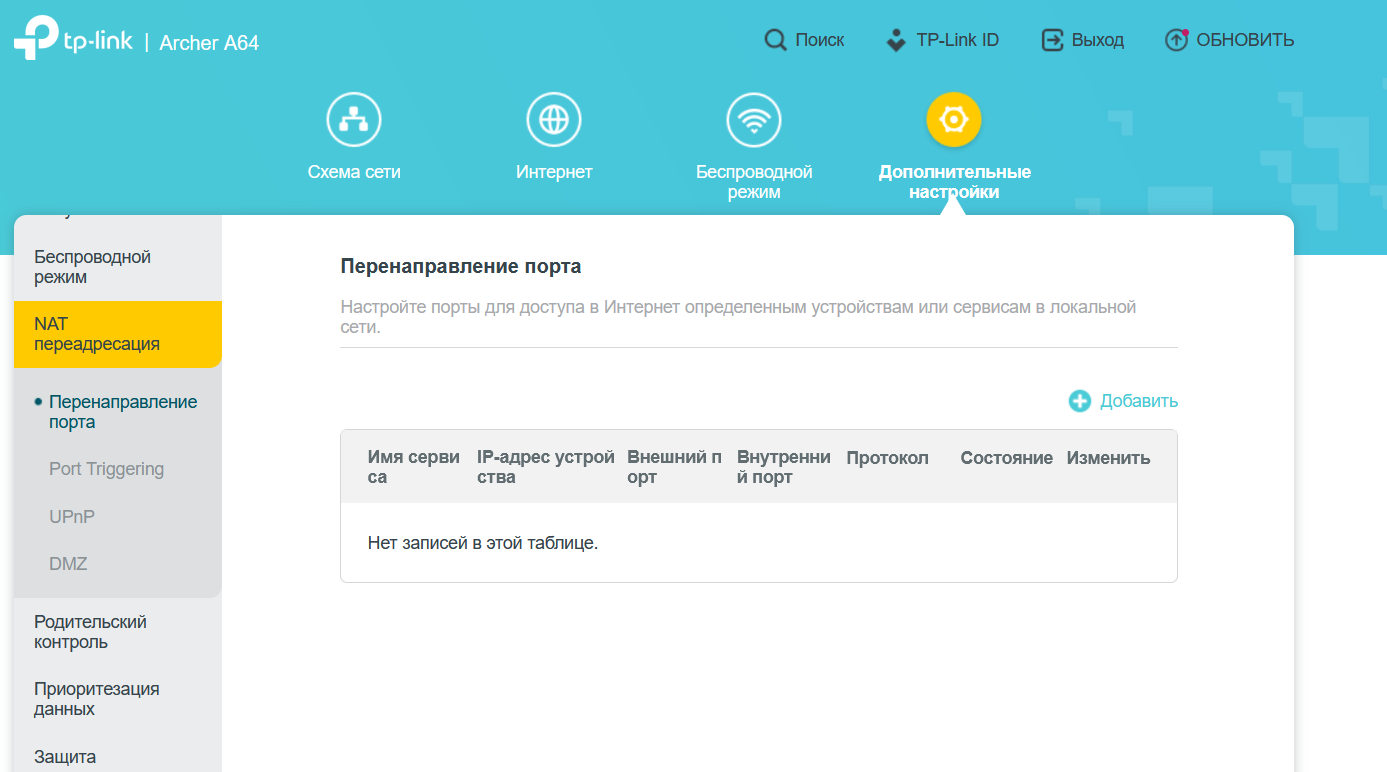 tp-link | Archer A64
Поиск
TP-Link ID
Выход
ОБНОВИТЬ
Схема сети
Интернет
Беспроводной
режим
Дополнительные
настройки
Беспроводной
режим
NAT
переадресация
Перенаправление
порта
Port Triggering
UPnP
DMZ
Родительский
контроль
Приоритезация
данных
Защита
Перенаправление порта
Настройте порты для доступа в Интернет определенным устройствам или сервисам в локальной
сети.
Добавить
Имя серви
са
IP-адрес устрой
ства
Внешний п
орт
Внутренни
й порт
Протокол
Состояние
Изменить
Нет записей в этой таблице.